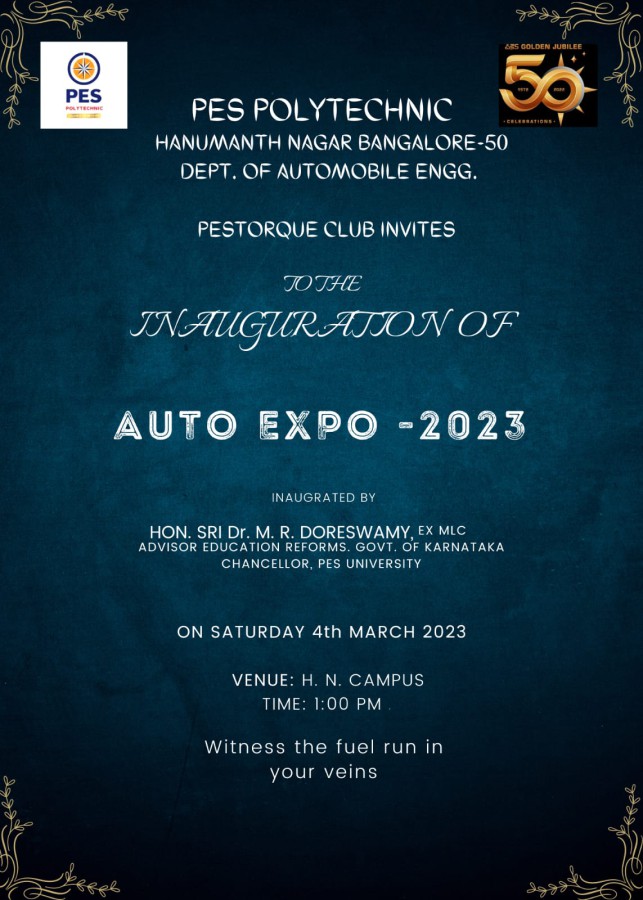 PES
POLYTECHNIC
GOLDEN JUBILEE
50
CELEBRATIONS
PES POLYTECHNIC
HANUMANTH NAGAR BANGALORE-50
DEPT. OF AUTOMOBILE ENGG.
PESTORQUE CLUB INVITES
TO THE
INAUGURATION OF
AUTO EXPO -2023
INAUGRATED BY
HON. SRI Dr. M. R. DORESWAMY, EX MLC
ADVISOR EDUCATION REFORMS. GOVT. OF KARNATAKA
CHANCELLOR, PES UNIVERSITY
ON SATURDAY 4th MARCH 2023
VENUE: H. N. CAMPUS
TIME: 1:00 PM
Witness the fuel run in
your veins